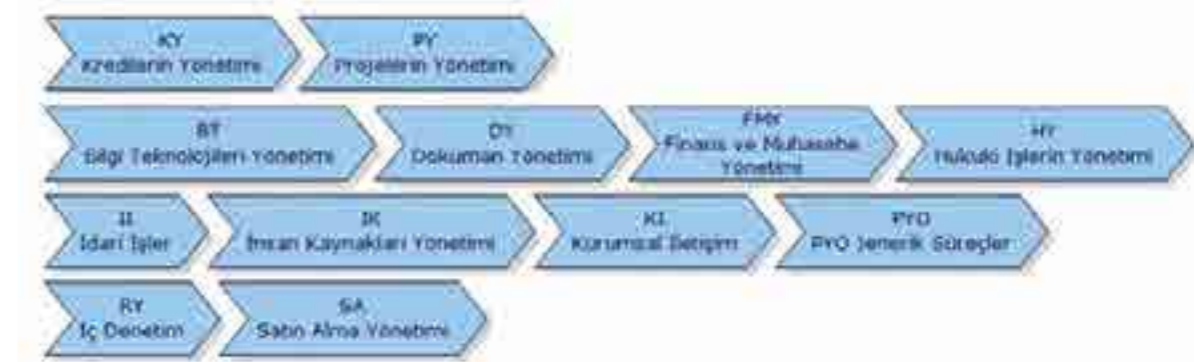 KY
Kredilerin Yönetimi
PY
Projelerin Yönetimi
BT
Bilgi Teknolojileri Yönetimi
DY
Doküman Yönetimi
FMY
Finans ve Muhasebe
Yönetimi
HY
Hukuki İşlerin Yönetimi
II
İdari İşler
IK
İnsan Kaynakları Yönetimi
KI
Kurumsal İletişim
PYO
PYO Jenerik Süreçler
RY
İç Denetim
SA
Satın Alma Yönetimi